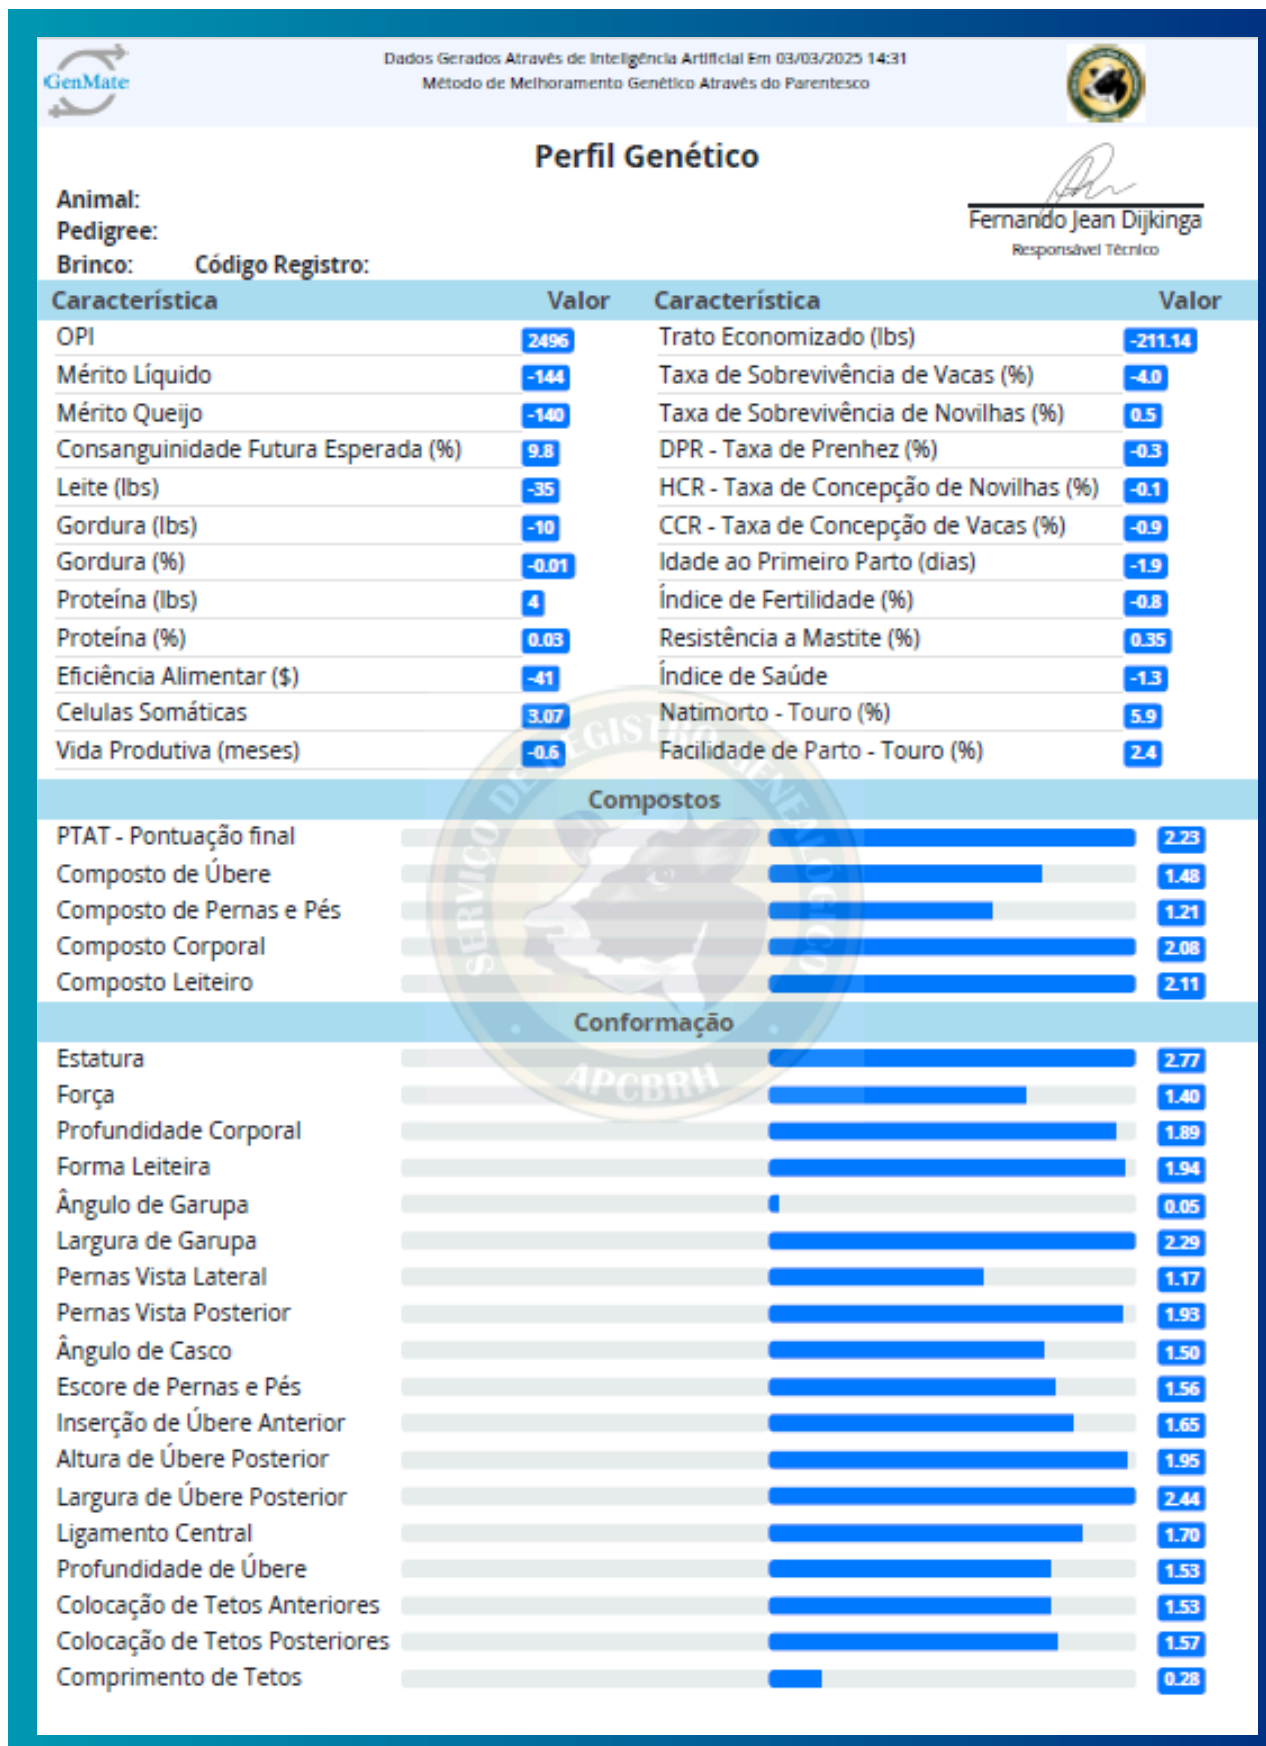 GenMate
Dados Gerados Através de Inteligência Artificial Em 03/03/2025 14:31
Método de Melhoramento Genético Através do Parentesco
Perfil Genético
Animal:
Pedigree:
Brinco: Código Registro:
Fernando Jean Dijkinga
Responsável Técnico
Característica Valor Característica Valor
OPI 2496 Trato Economizado (lbs) -211.14
Mérito Líquido -144 Taxa de Sobrevivência de Vacas (%) -4.0
Mérito Queijo -140 Taxa de Sobrevivência de Novilhas (%) 0.5
Consanguinidade Futura Esperada (%) 9.8 DPR - Taxa de Prenhez (%) -0.3
Leite (lbs) -35 HCR - Taxa de Concepção de Novilhas (%) -0.1
Gordura (lbs) -10 CCR - Taxa de Concepção de Vacas (%) -0.9
Gordura (%) -0.01 Idade ao Primeiro Parto (dias) -1.9
Proteína (lbs) 4 Índice de Fertilidade (%) -0.8
Proteína (%) 0.03 Resistência a Mastite (%) 0.35
Eficiência Alimentar ($) -41 Índice de Saúde -1.3
Celulas Somáticas 3.07 Natimorto - Touro (%) 5.9
Vida Produtiva (meses) -0.6 Facilidade de Parto - Touro (%) 2.4
SERVIÇO DE REGISTRO GENEALÓGICO
APCBRH
Compostos
PTAT - Pontuação final 2.23
Composto de Úbere 1.48
Composto de Pernas e Pés 1.21
Composto Corporal 2.08
Composto Leiteiro 2.11
Conformação
Estatura 2.77
Força 1.40
Profundidade Corporal 1.89
Forma Leiteira 1.94
Ângulo de Garupa 0.05
Largura de Garupa 2.29
Pernas Vista Lateral 1.17
Pernas Vista Posterior 1.93
Ângulo de Casco 1.50
Escore de Pernas e Pés 1.56
Inserção de Úbere Anterior 1.65
Altura de Úbere Posterior 1.95
Largura de Úbere Posterior 2.44
Ligamento Central 1.70
Profundidade de Úbere 1.53
Colocação de Tetos Anteriores 1.53
Colocação de Tetos Posteriores 1.57
Comprimento de Tetos 0.28